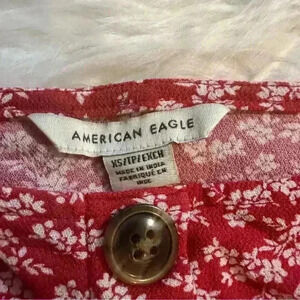 AMERICAN EAGLE
XS/TP/EXCH
MADE IN INDIA
FABRIQUÉ EN
INDE